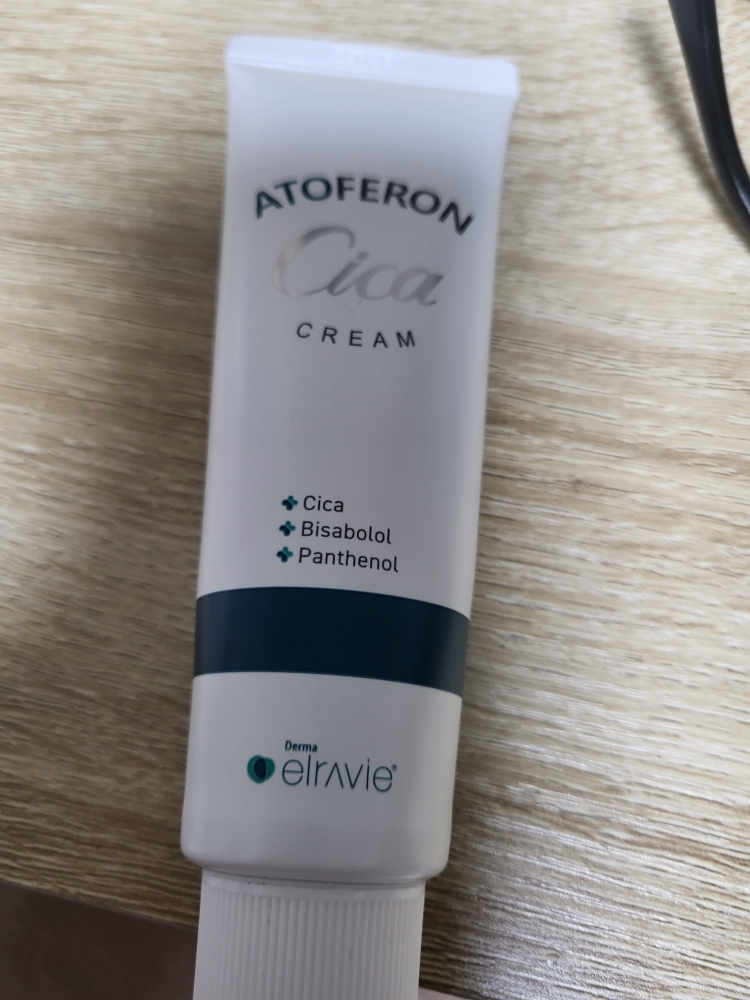 ATOFERON
Cica
CREAM
Cica
Bisabolol
Panthenol
Derma
elravie®